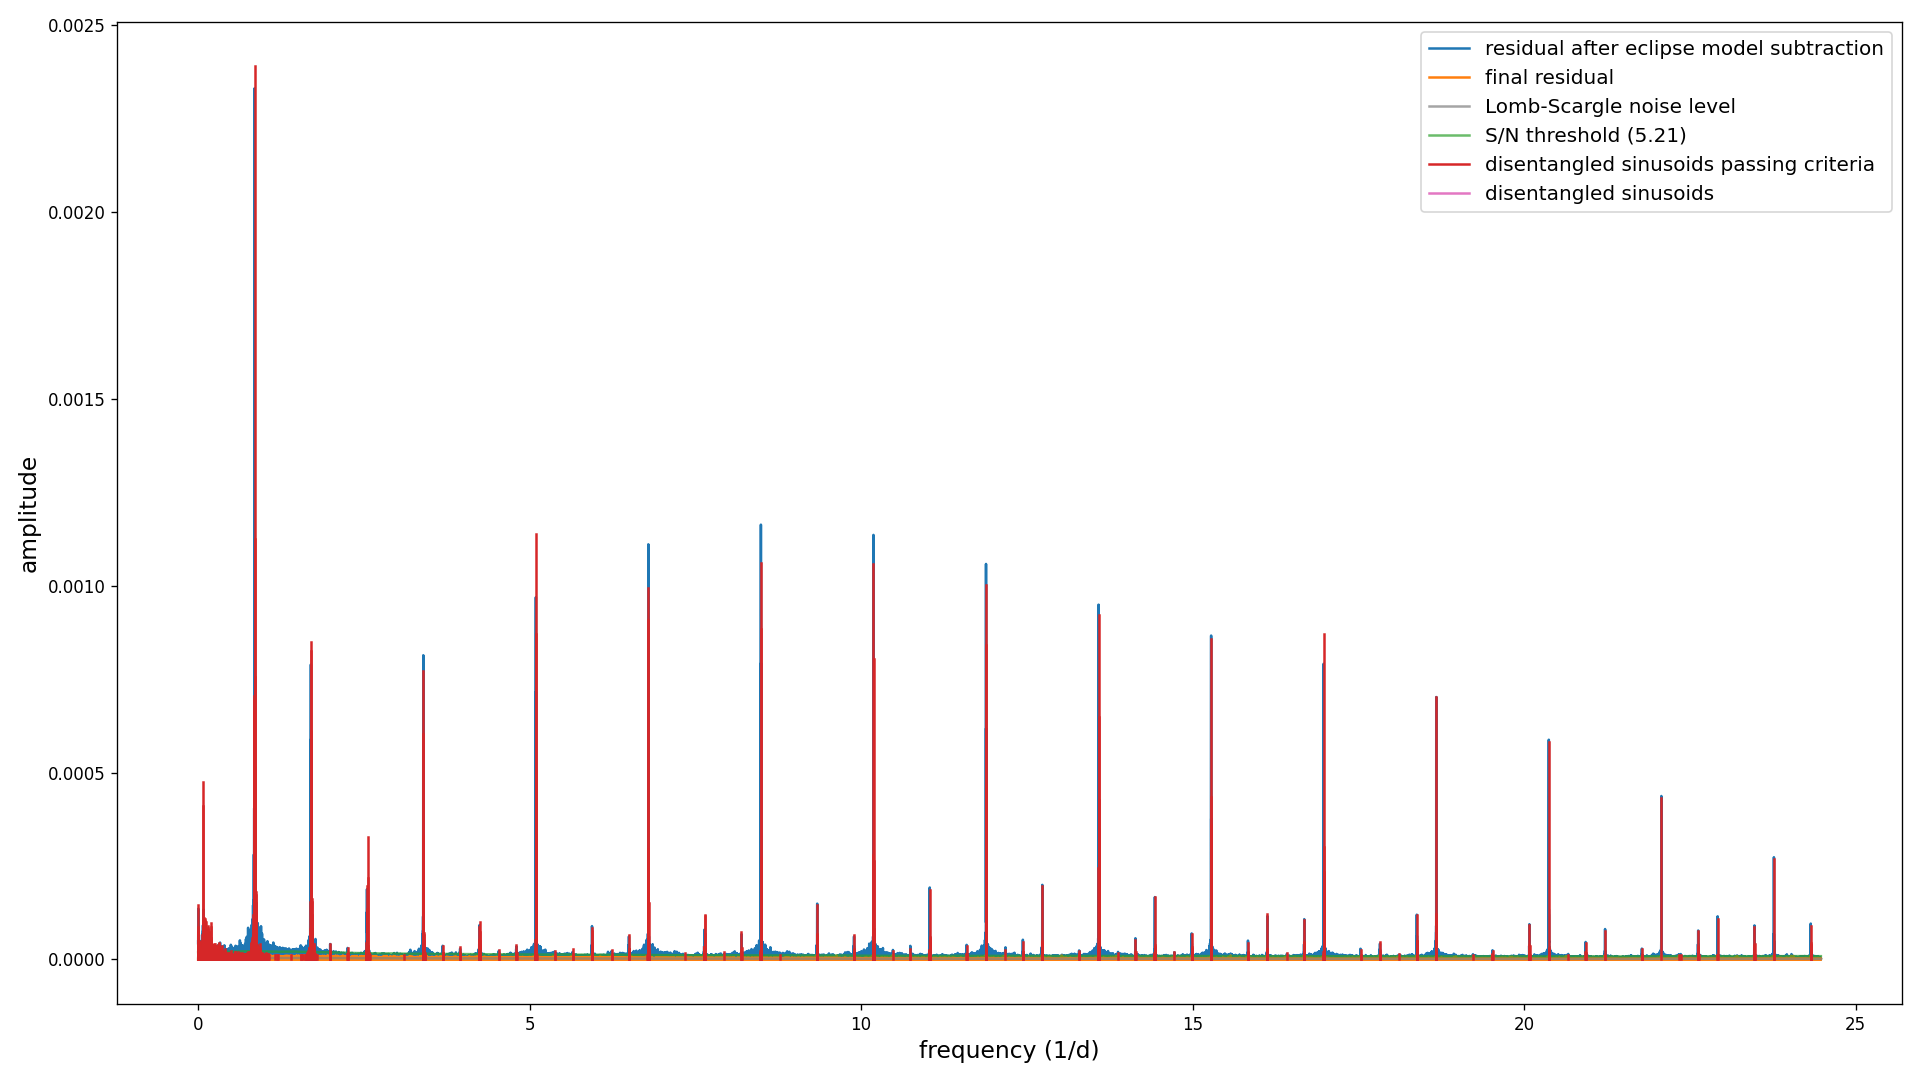 0.0025
0.0020
0.0015
0.0010
0.0005
0.0000
amplitude
0
5
10
15
20
25
frequency (1/d)
residual after eclipse model subtraction
final residual
Lomb-Scargle noise level
S/N threshold (5.21)
disentangled sinusoids passing criteria
disentangled sinusoids